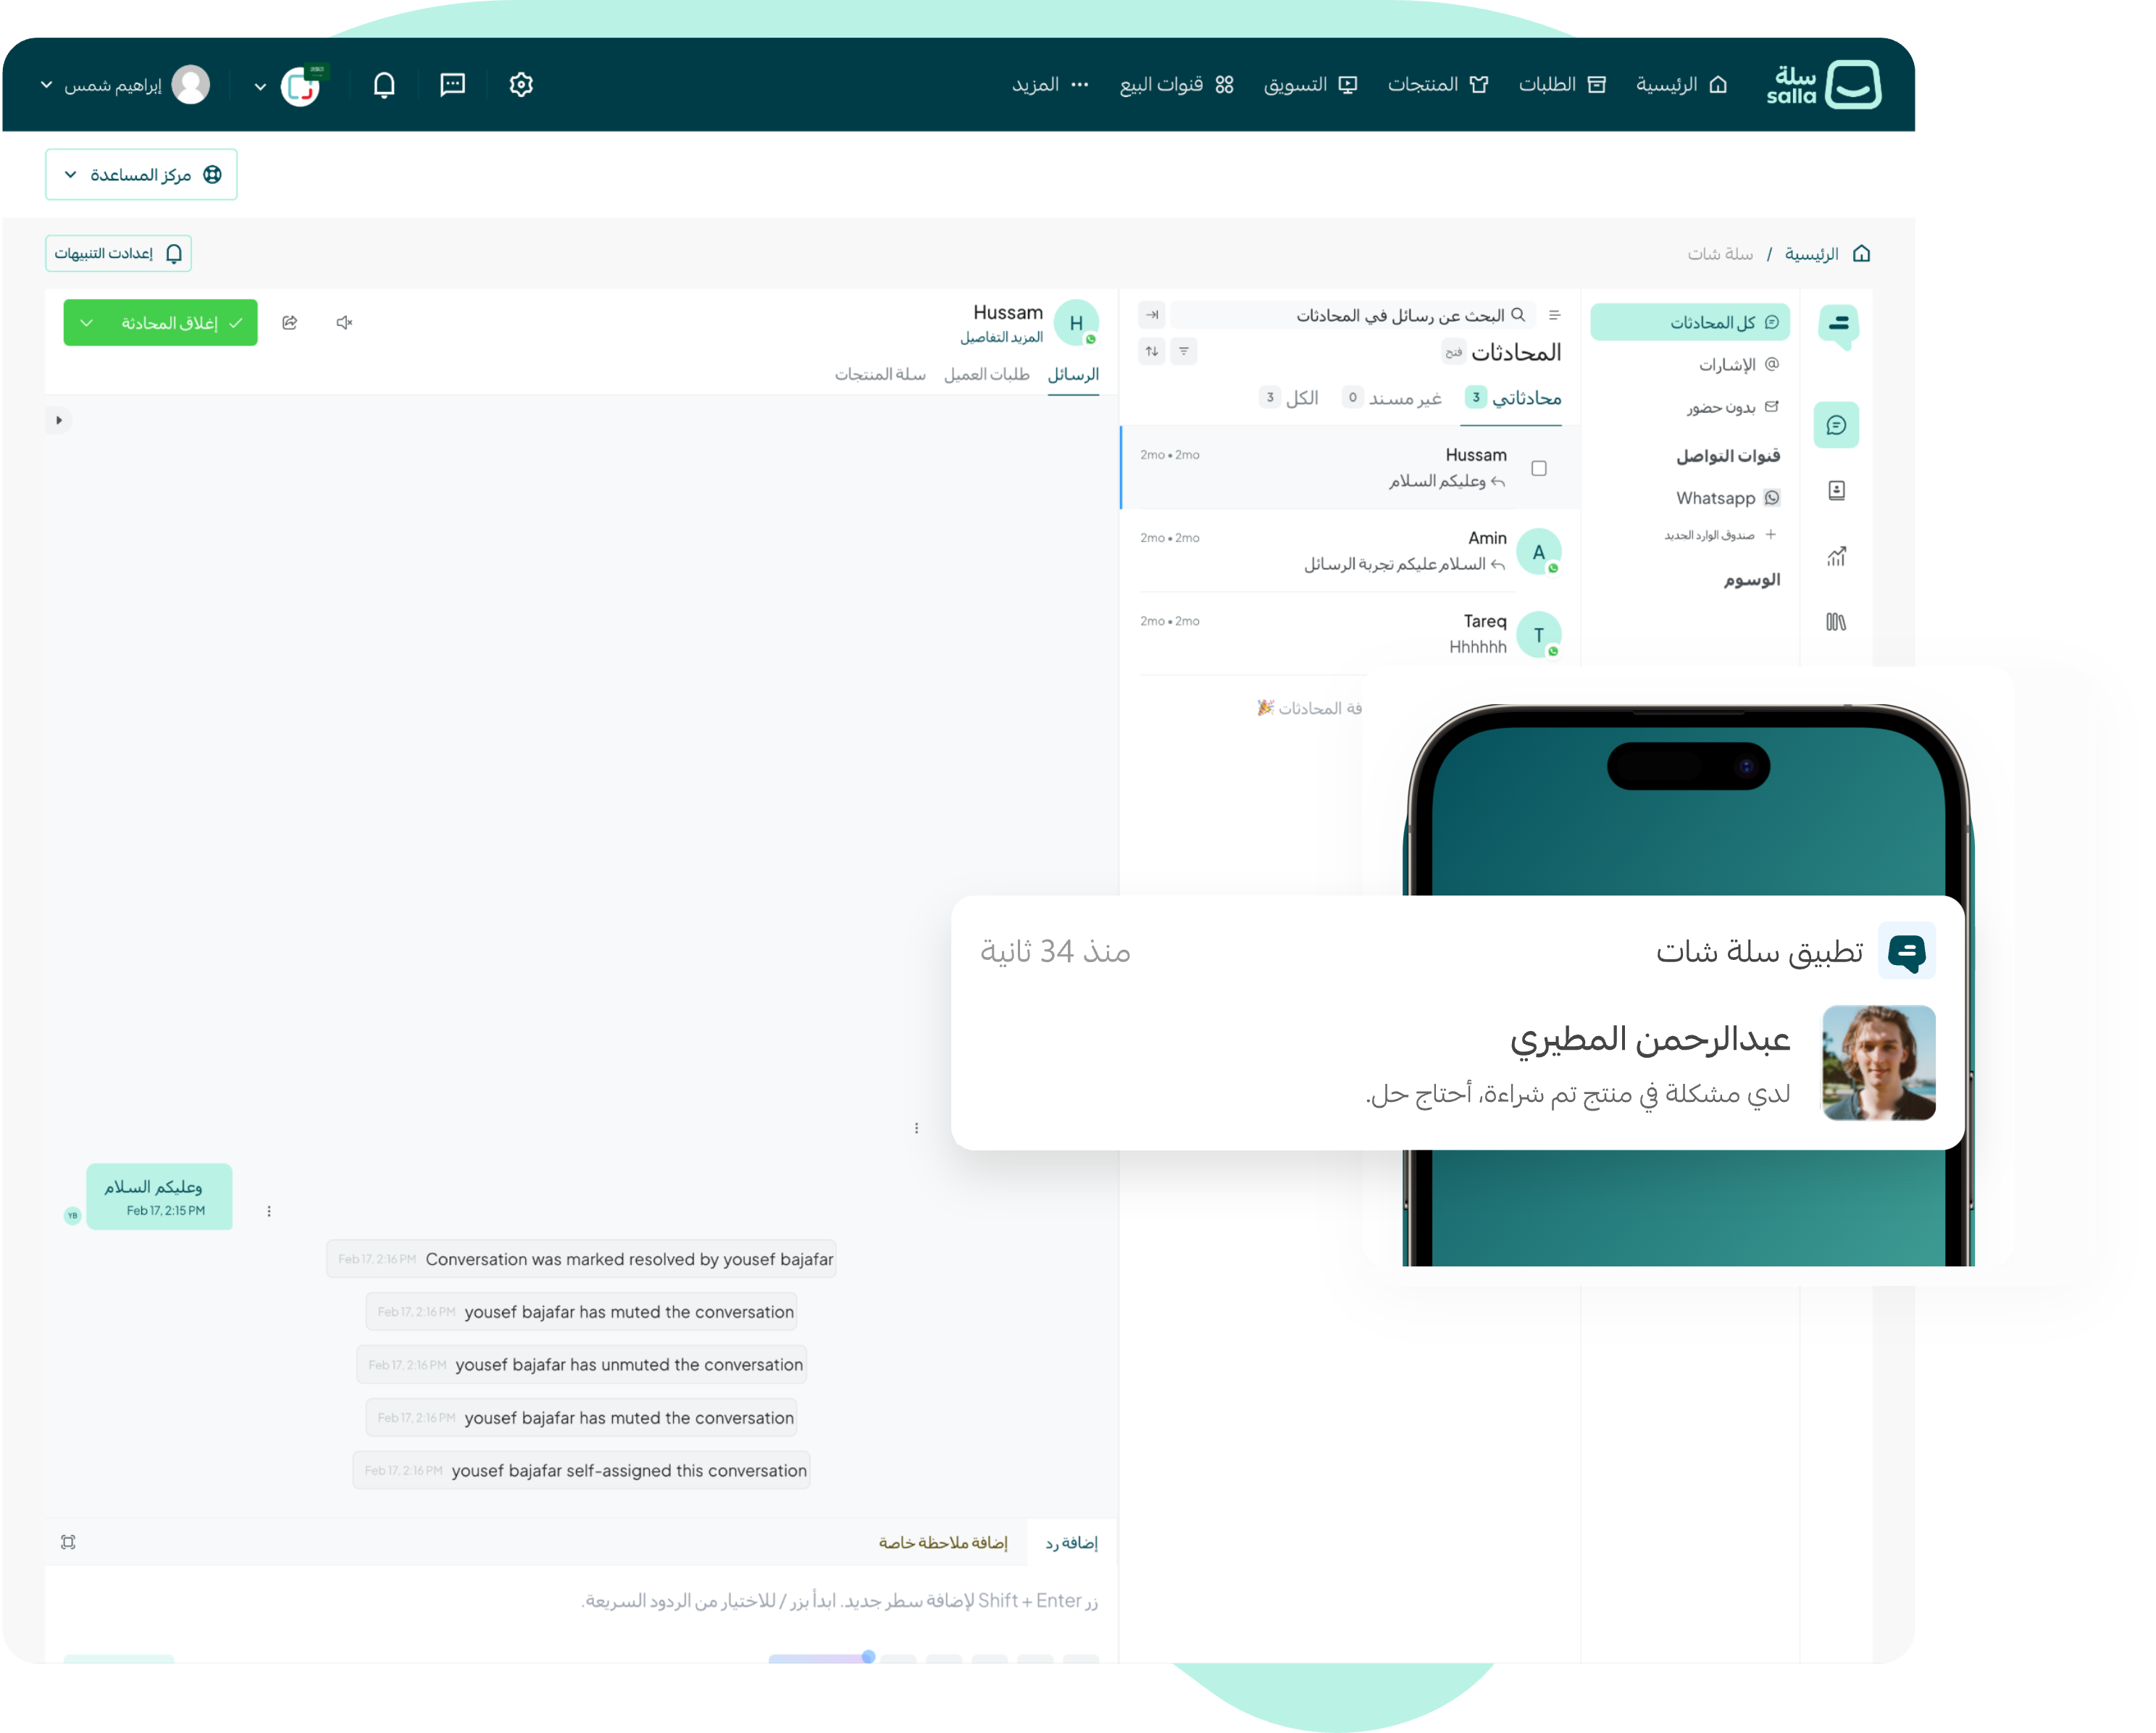 سلة
salla
الرئيسية
الطلبات
المنتجات
التسويق
قنوات البيع
المزيد
إبراهيم شمس
مركز المساعدة
الرئيسية / سلة شات
إعدادت التنبيهات
كل المحادثات
الإشارات
بدون حضور
قنوات التواصل
Whatsapp
صندوق الوارد الجديد
الوسوم
البحث عن رسائل في المحادثات
المحادثات فتح
محادثاتي 3 غير مسند 0 الكل 3
Hussam 2mo • 2mo
وعليكم السلام
A
Amin 2mo • 2mo
السلام عليكم تجربة الرسائل
T
Tareq 2mo • 2mo
Hhhhhh
المحادثات 🎉
H
Hussam
المزيد التفاصيل
إغلاق المحادثة
الرسائل طلبات العميل سلة المنتجات
تطبيق سلة شات منذ 34 ثانية
عبدالرحمن المطيري
لدي مشكلة في منتج تم شراءة، أحتاج حل.
وعليكم السلام
Feb 17, 2:15 PM
YB
Feb 17, 2:16 PM Conversation was marked resolved by yousef bajafar
Feb 17, 2:16 PM yousef bajafar has muted the conversation
Feb 17, 2:16 PM yousef bajafar has unmuted the conversation
Feb 17, 2:16 PM yousef bajafar has muted the conversation
Feb 17, 2:16 PM yousef bajafar self-assigned this conversation
إضافة رد إضافة ملاحظة خاصة
زر Shift + Enter لإضافة سطر جديد. ابدأ بزر / للاختيار من الردود السريعة.